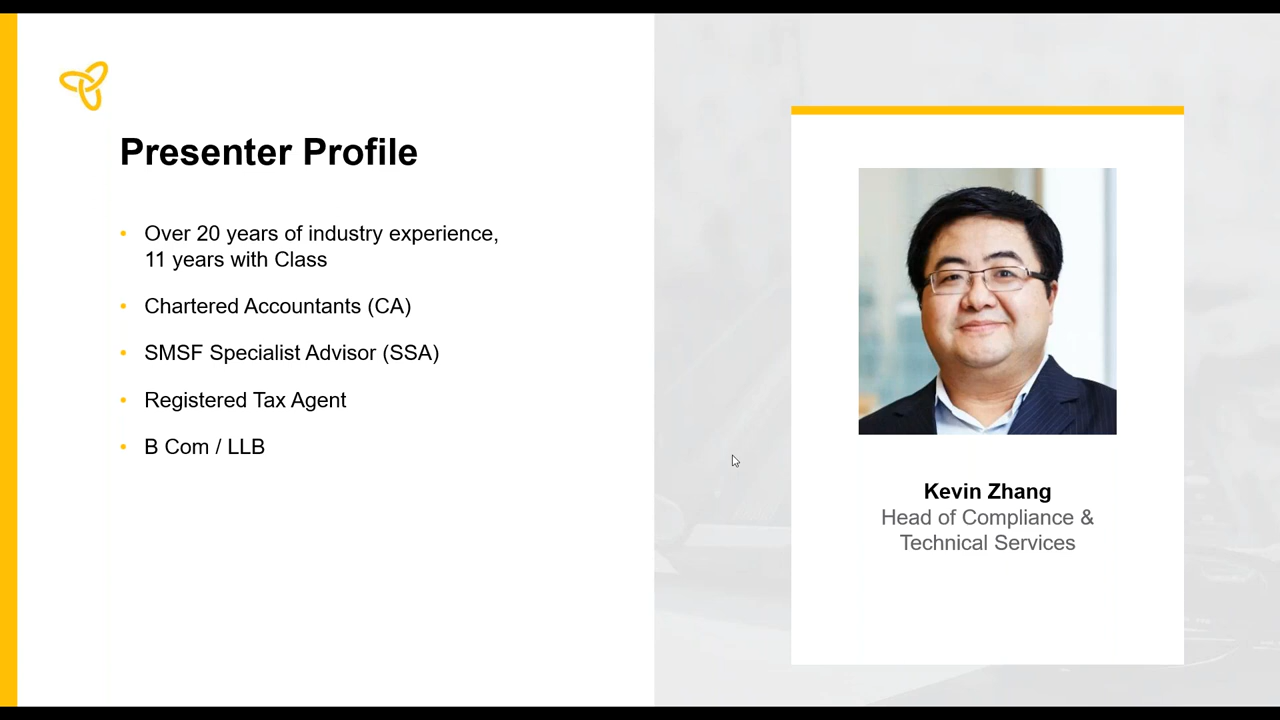 Presenter Profile
• Over 20 years of industry experience,
11 years with Class
• Chartered Accountants (CA)
• SMSF Specialist Advisor (SSA)
• Registered Tax Agent
• B Com / LLB
Kevin Zhang
Head of Compliance &
Technical Services